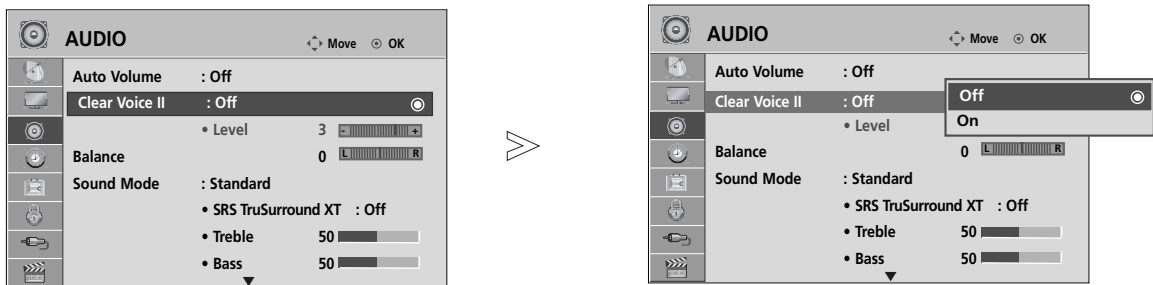 AUDIO
Move
OK
Auto Volume : Off
Clear Voice II : Off
• Level 3 - +
Balance 0 L R
Sound Mode : Standard
• SRS TruSurround XT : Off
• Treble 50
• Bass 50
AUDIO
Move
OK
Auto Volume : Off
Clear Voice II : Off
• Level
Off
On
Balance 0 L R
Sound Mode : Standard
• SRS TruSurround XT : Off
• Treble 50
• Bass 50